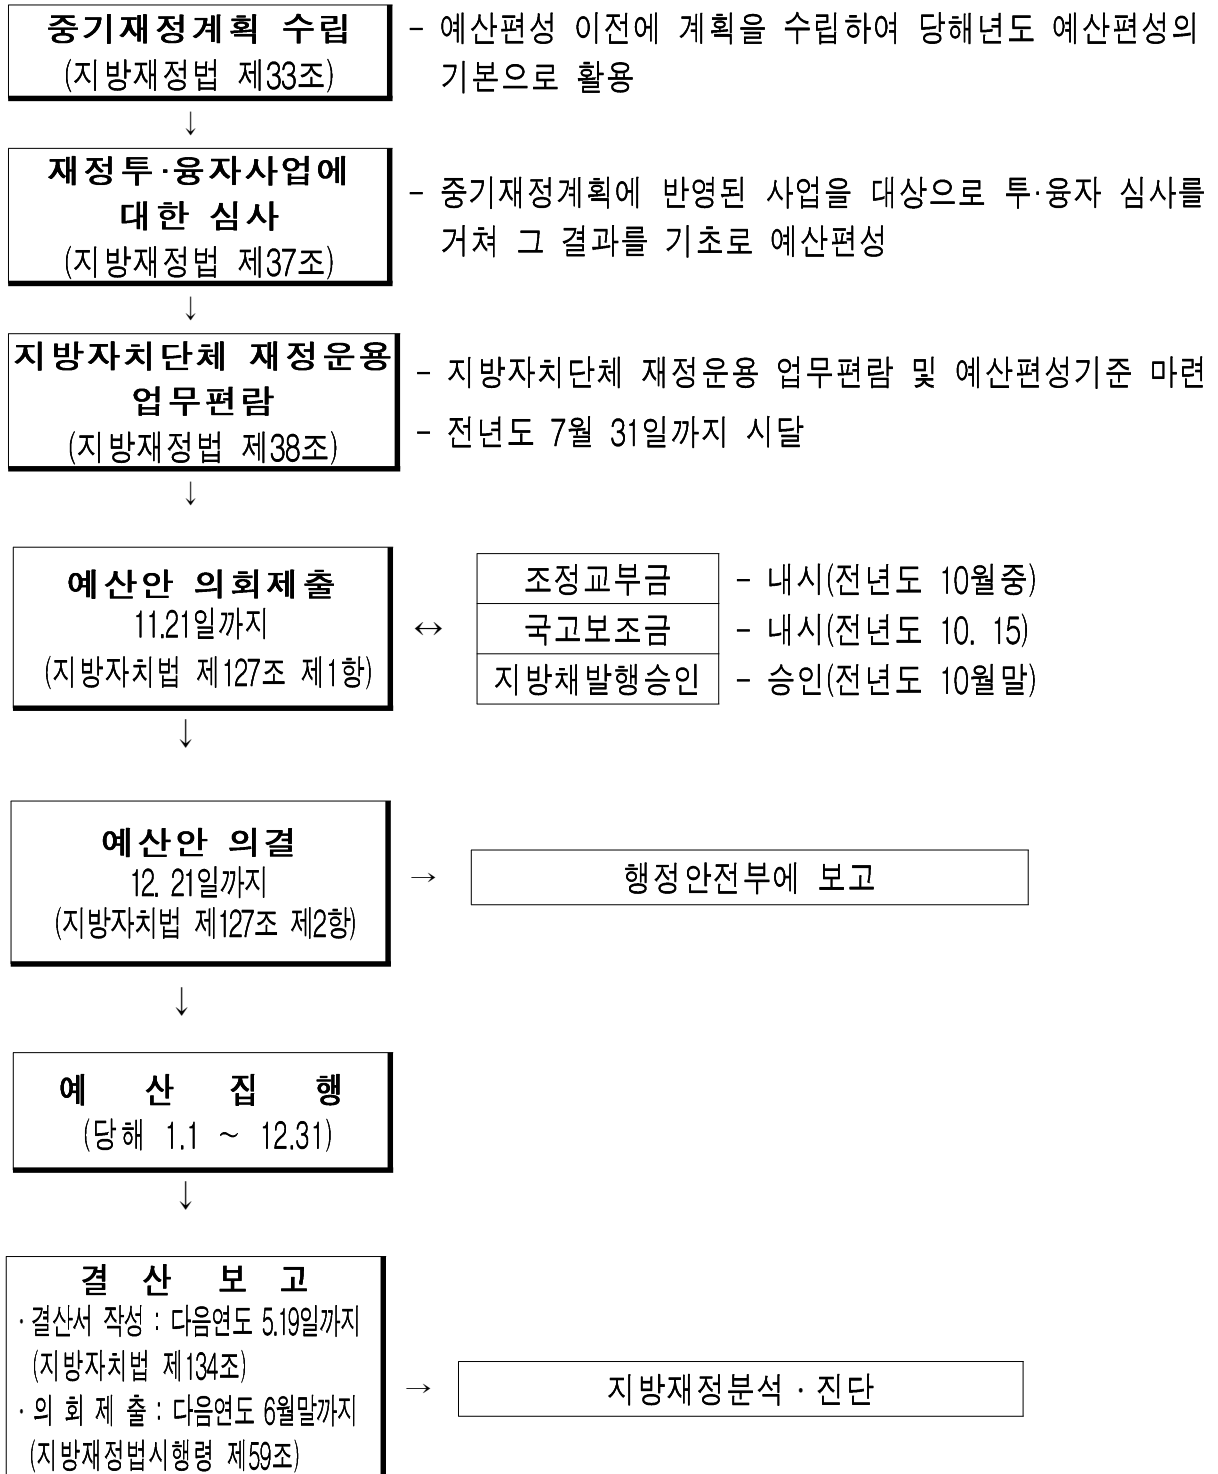 중기재정계획 수립
(지방재정법 제33조)
- 예산편성 이전에 계획을 수립하여 당해년도 예산편성의
기본으로 활용
↓
재정투·융자사업에
대한 심사
(지방재정법 제37조)
- 중기재정계획에 반영된 사업을 대상으로 투·융자 심사를
거쳐 그 결과를 기초로 예산편성
↓
지방자치단체 재정운용
업무편람
(지방재정법 제38조)
- 지방자치단체 재정운용 업무편람 및 예산편성기준 마련
- 전년도 7월 31일까지 시달
↓
예산안 의회제출
11.21일까지
(지방자치법 제127조 제1항)
↔
조정교부금 - 내시(전년도 10월중)
국고보조금 - 내시(전년도 10. 15)
지방채발행승인 - 승인(전년도 10월말)
↓
예산안 의결
12. 21일까지
(지방자치법 제127조 제2항)
→
행정안전부에 보고
↓
예 산 집 행
(당해 1.1 ~ 12.31)
↓
결 산 보 고
· 결산서 작성 : 다음연도 5.19일까지
(지방자치법 제134조)
· 의 회 제 출 : 다음연도 6월말까지
(지방재정법시행령 제59조)
→
지방재정분석 · 진단